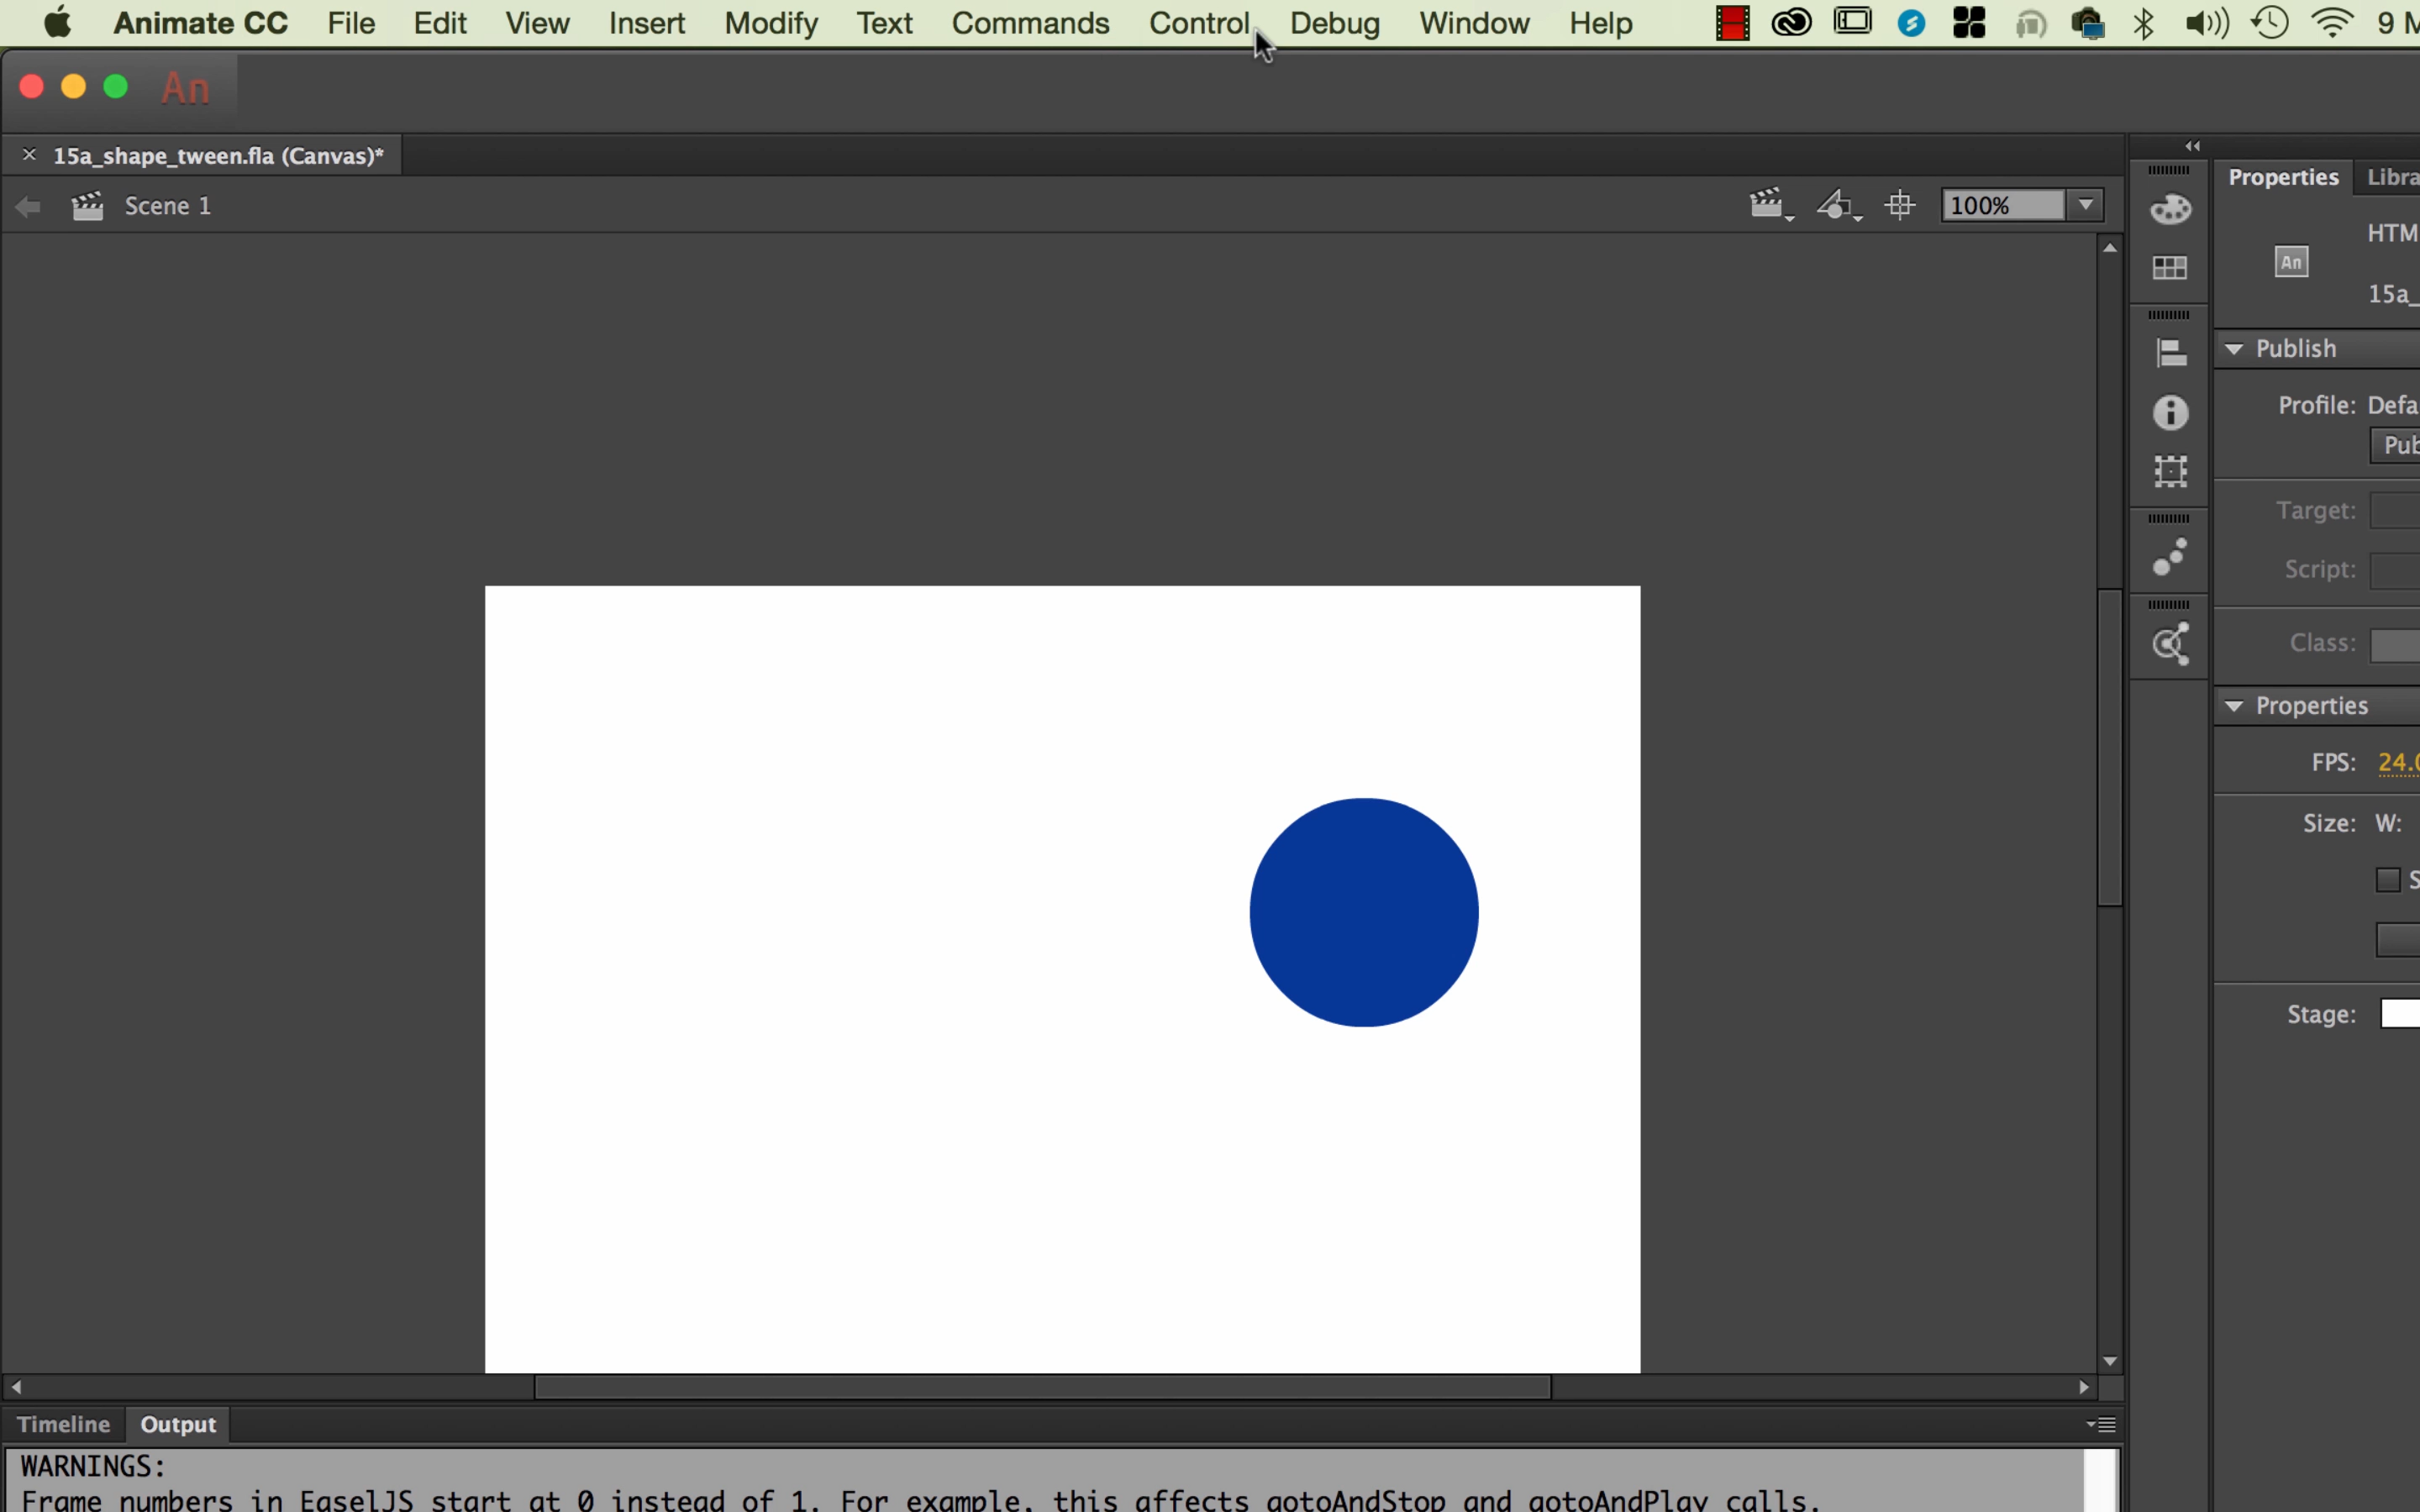 Animate CC File Edit View Insert Modify Text Commands Control Debug Window Help 9 M
An
× 15a_shape_tween.fla (Canvas)*
Scene 1
100%
Properties Libra
HTM
An
15a_
Publish
Profile: Defa
Pub
Target:
Script:
Class:
Properties
FPS: 24.0
Size: W:
S
Stage:
Timeline Output
WARNINGS:
Frame numbers in EaselJS start at 0 instead of 1. For example, this affects gotoAndStop and gotoAndPlay calls.